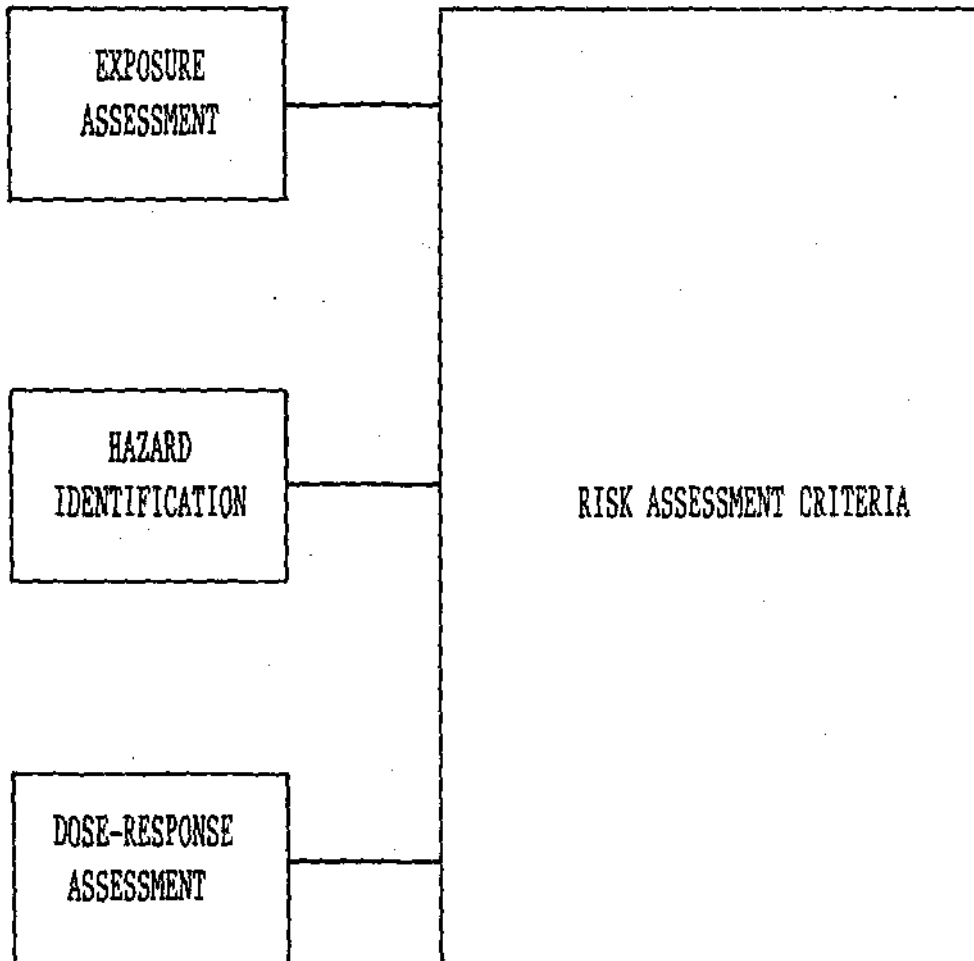 EXPOSURE
ASSESSMENT
HAZARD
IDENTIFICATION
RISK ASSESSMENT CRITERIA
DOSE-RESPONSE
ASSESSMENT